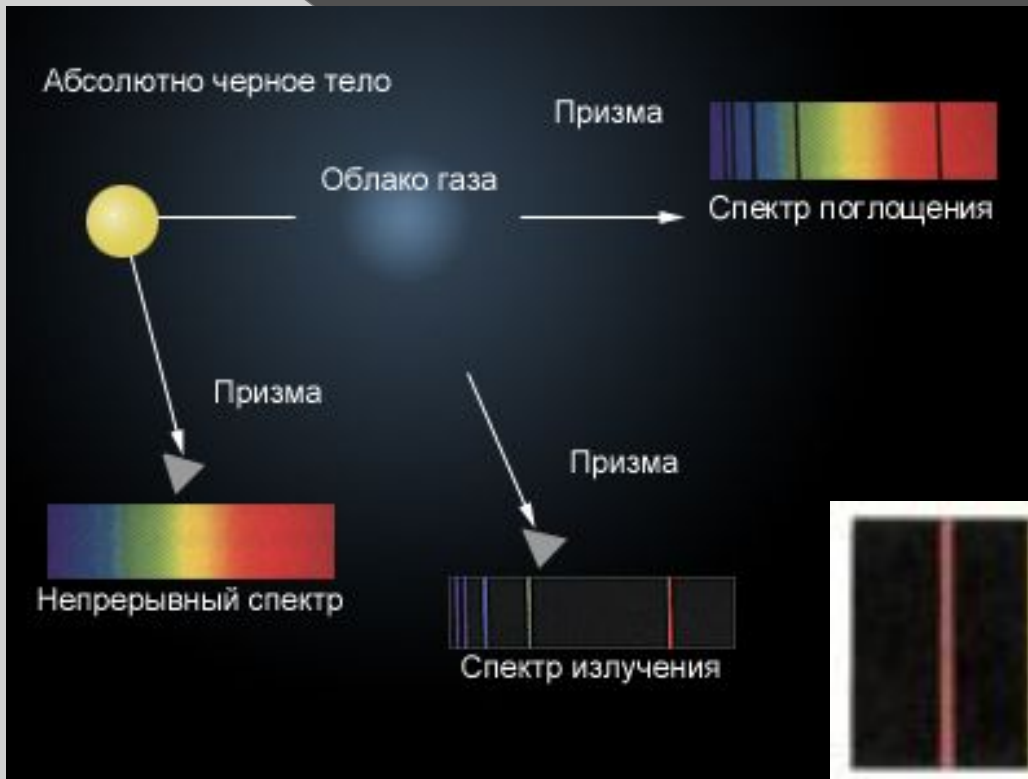 Абсолютно черное тело
Призма
Облако газа
Спектр поглощения
Призма
Призма
Непрерывный спектр
Спектр излучения